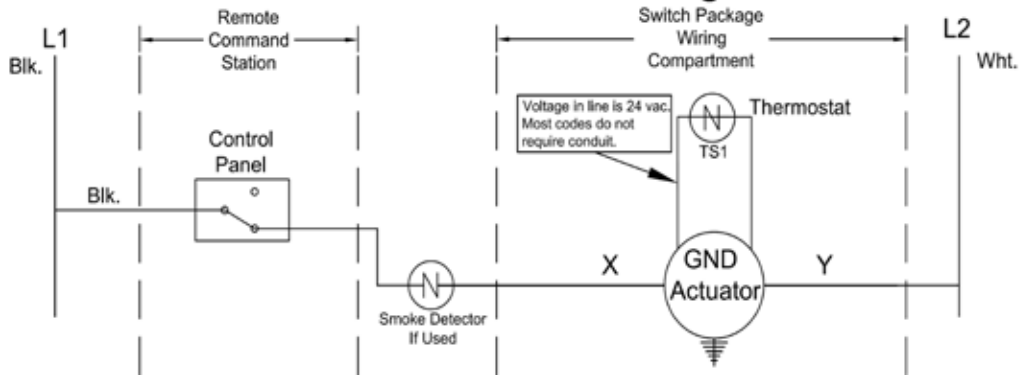 L1
Blk.
Remote
Command
Station
Switch Package
Wiring
Compartment
L2
Wht.
Voltage in line is 24 vac.
Most codes do not
require conduit.
N
Thermostat
TS1
Control
Panel
Blk.
X
GND
Actuator
Y
N
Smoke Detector
If Used